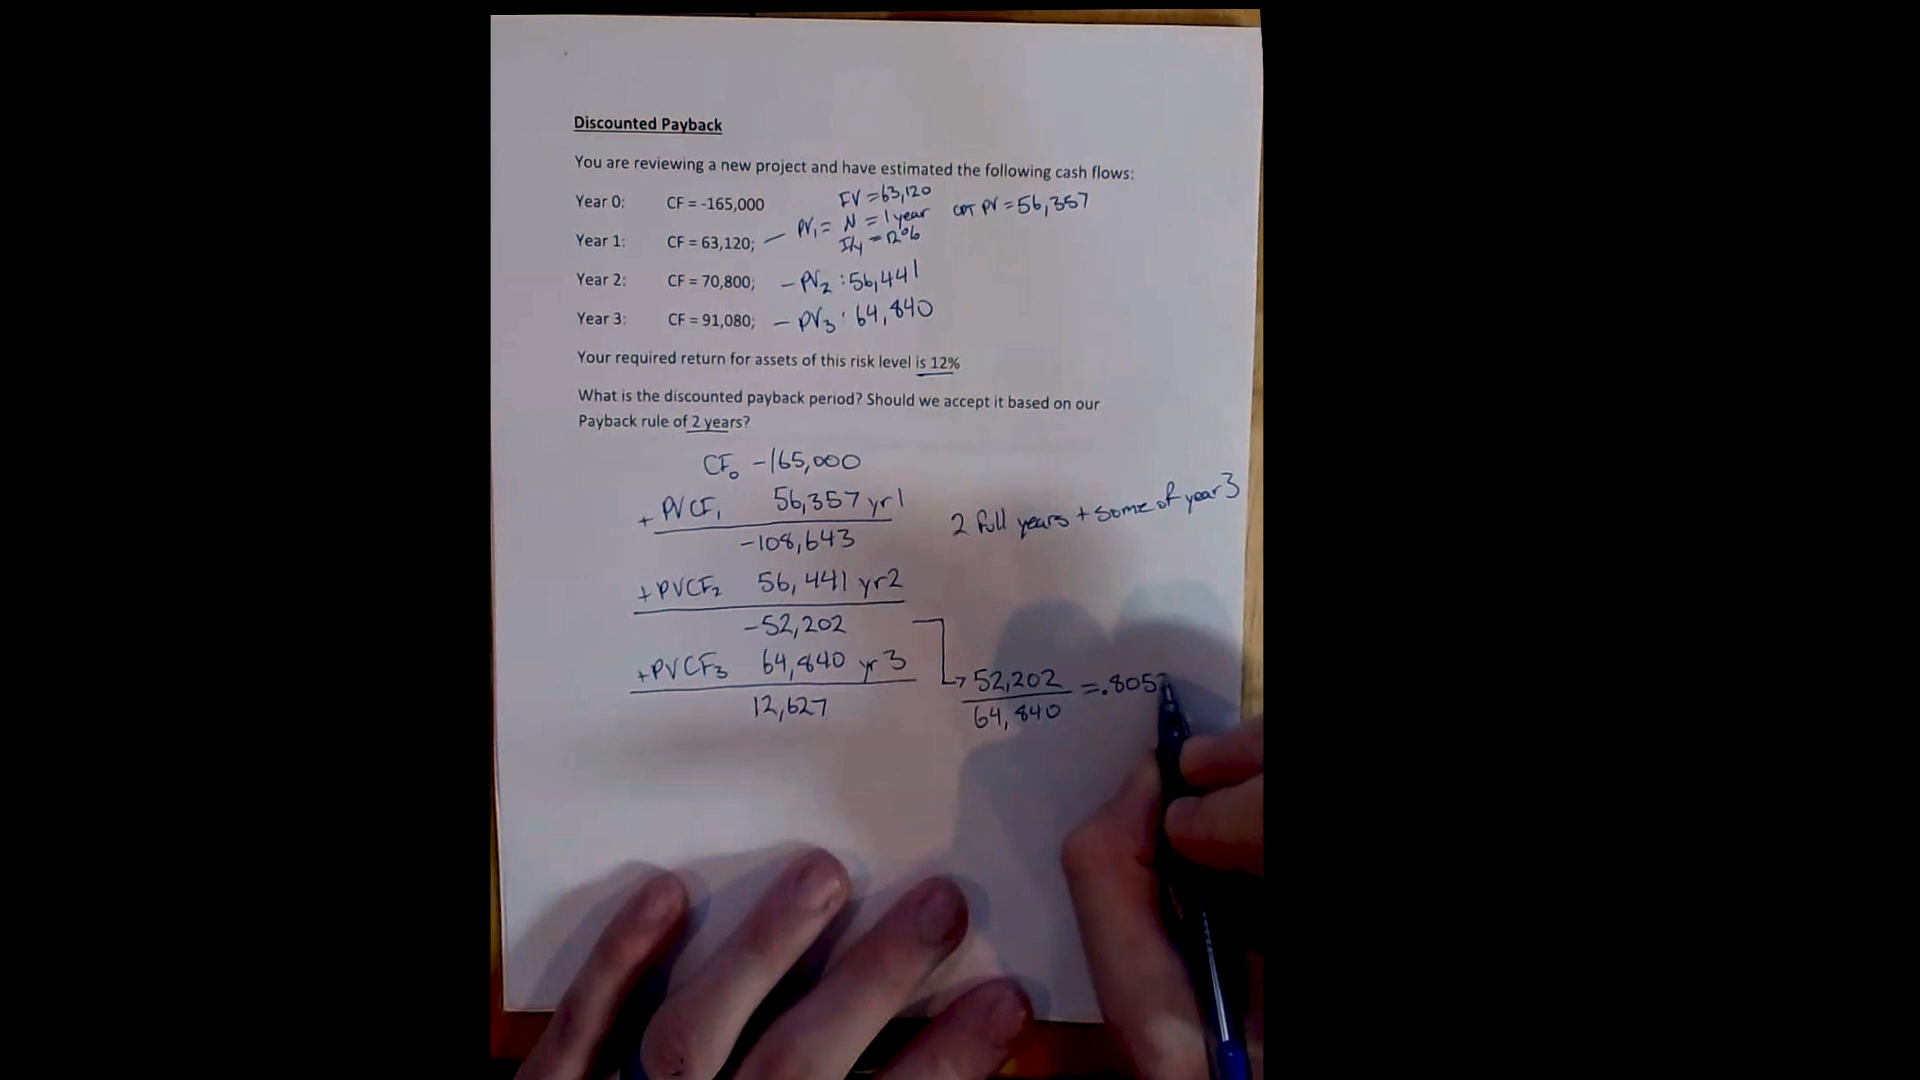 Discounted Payback
You are reviewing a new project and have estimated the following cash flows:
Year 0: CF = -165,000
FV = 63,120
Year 1: CF = 63,120; – PV1 = N = 1 year
I/y = 12%
CPT PV = 56,357
Year 2: CF = 70,800; – PV2 : 56,441
Year 3: CF = 91,080; – PV3 : 64,840
Your required return for assets of this risk level is 12%
What is the discounted payback period? Should we accept it based on our
Payback rule of 2 years?
CF0 -165,000
+ PVCF1 56,357 yr1
-108,643
+PVCF2 56,441 yr2
-52,202
+PVCF3 64,840 yr3
12,627
2 full years + some of year 3
52,202
64,840
=.805